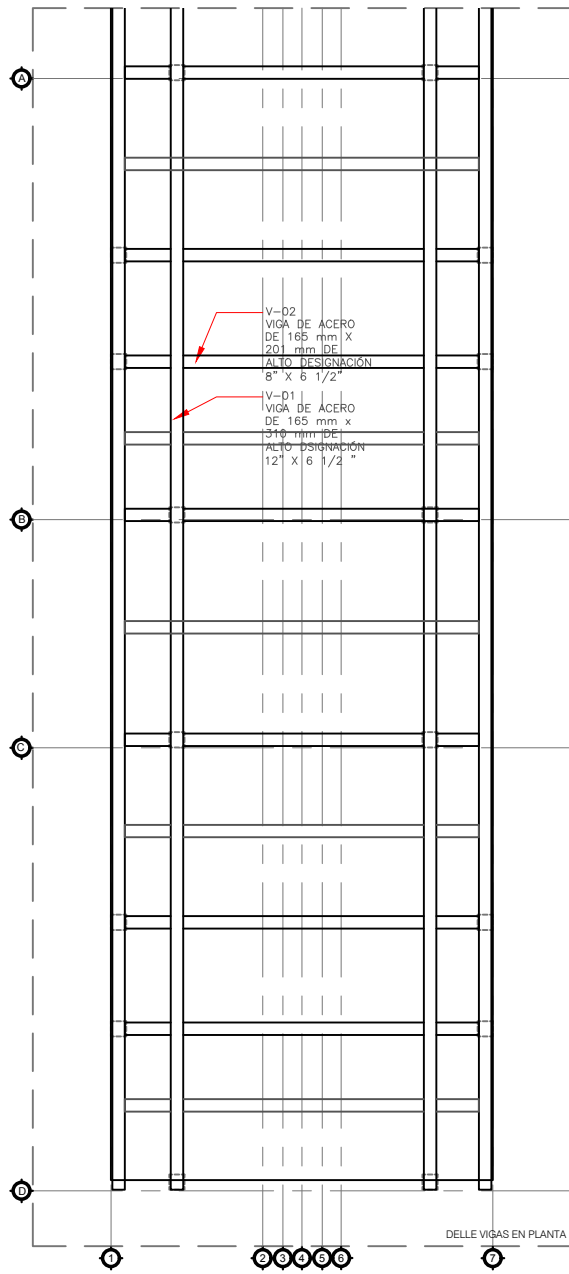 A
V-02
VIGA DE ACERO
DE 165 mm X
201 mm DE
ALTO DESIGNACIÓN
8" X 6 1/2"
V-01
VIGA DE ACERO
DE 165 mm x
310 mm DE
ALTO DSIGNACIÓN
12" X 6 1/2 "
B
C
D
DELLE VIGAS EN PLANTA
1 2 3 4 5 6 7